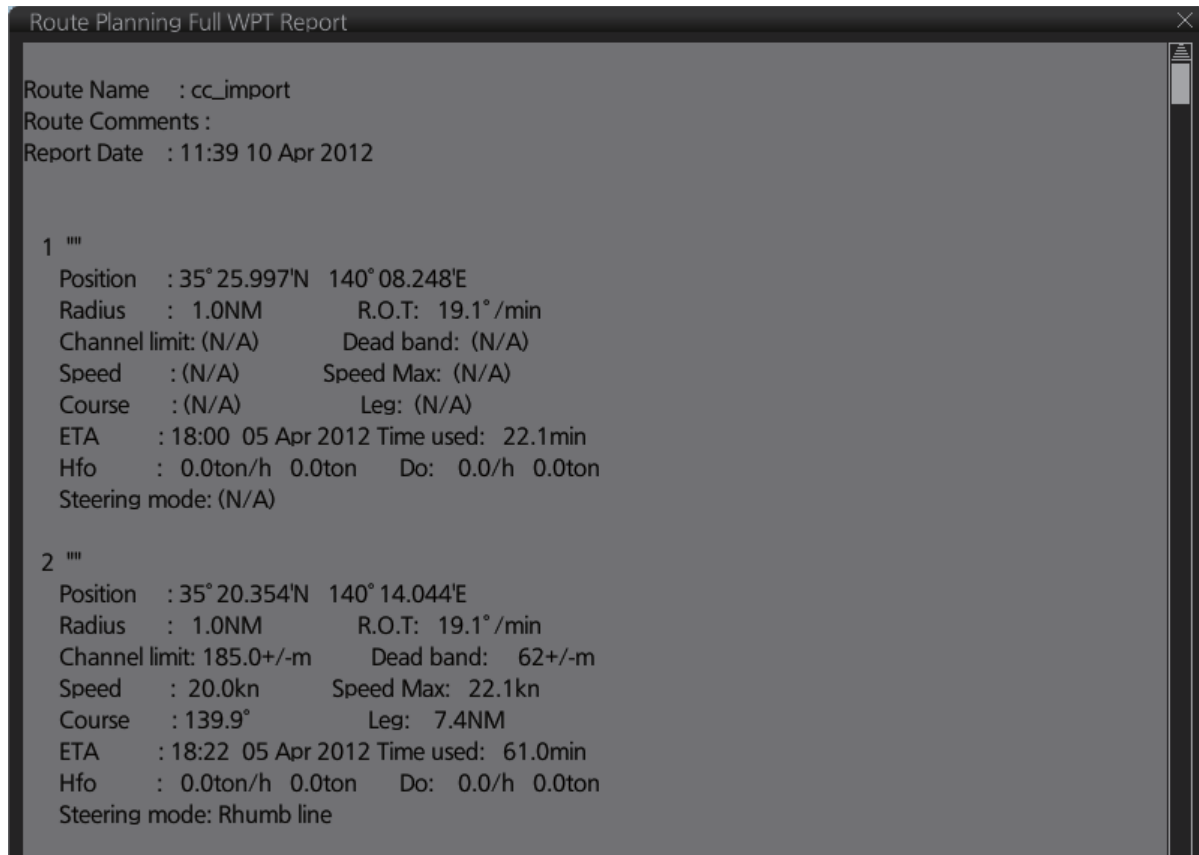 Route Planning Full WPT Report
Route Name : cc_import
Route Comments :
Report Date : 11:39 10 Apr 2012
1 ""
Position : 35° 25.997'N 140° 08.248'E
Radius : 1.0NM R.O.T: 19.1°/min
Channel limit: (N/A) Dead band: (N/A)
Speed : (N/A) Speed Max: (N/A)
Course : (N/A) Leg: (N/A)
ETA : 18:00 05 Apr 2012 Time used: 22.1min
Hfo : 0.0ton/h 0.0ton Do: 0.0/h 0.0ton
Steering mode: (N/A)
2 ""
Position : 35° 20.354'N 140° 14.044'E
Radius : 1.0NM R.O.T: 19.1°/min
Channel limit: 185.0+/-m Dead band: 62+/-m
Speed : 20.0kn Speed Max: 22.1kn
Course : 139.9° Leg: 7.4NM
ETA : 18:22 05 Apr 2012 Time used: 61.0min
Hfo : 0.0ton/h 0.0ton Do: 0.0/h 0.0ton
Steering mode: Rhumb line